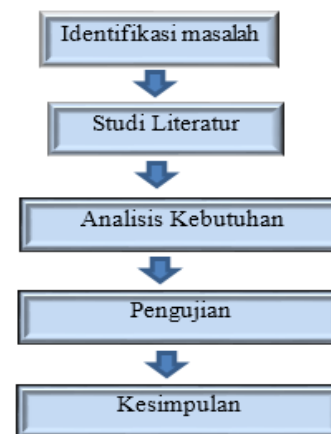 Identifikasi masalah
Studi Literatur
Analisis Kebutuhan
Pengujian
Kesimpulan